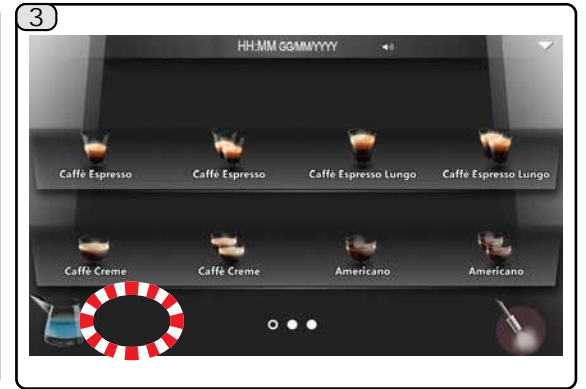 3
HH:MM GG/MM/YYYY
Caffè Espresso Caffè Espresso Caffè Espresso Lungo Caffè Espresso Lungo
Caffè Creme Caffè Creme Americano Americano